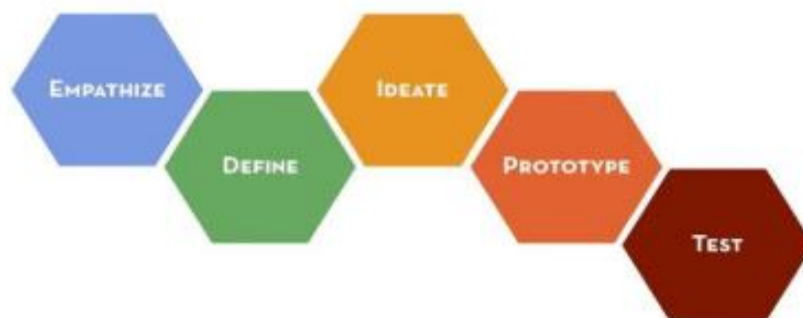 EMPATHIZE
DEFINE
IDEATE
PROTOTYPE
TEST